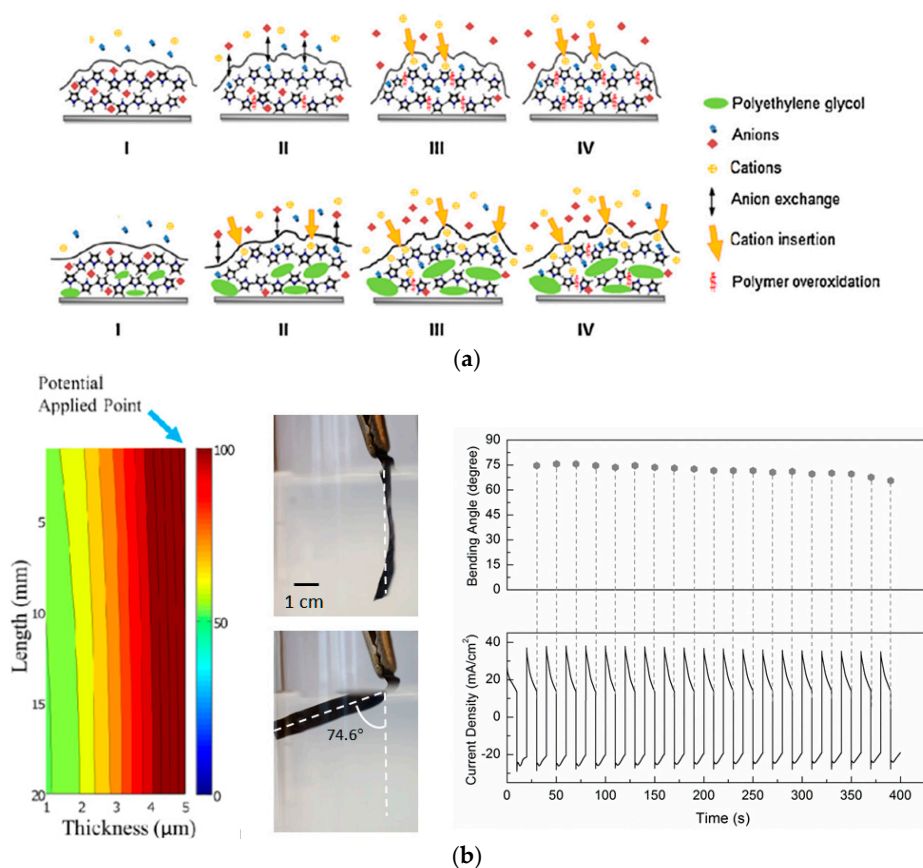 I
II
III
IV
Polyethylene glycol
Anions
Cations
Anion exchange
Cation insertion
Polymer overoxidation
I
II
III
IV
(a)
Potential
Applied Point
100
50
0
5
10
15
20
Length (mm)
1
2
3
4
5
Thickness (µm)
1 cm
74.6°
90
75
60
45
30
15
0
Bending Angle (degree)
40
20
0
-20
Current Density (mA/cm²)
0
50
100
150
200
250
300
350
400
Time (s)
(b)